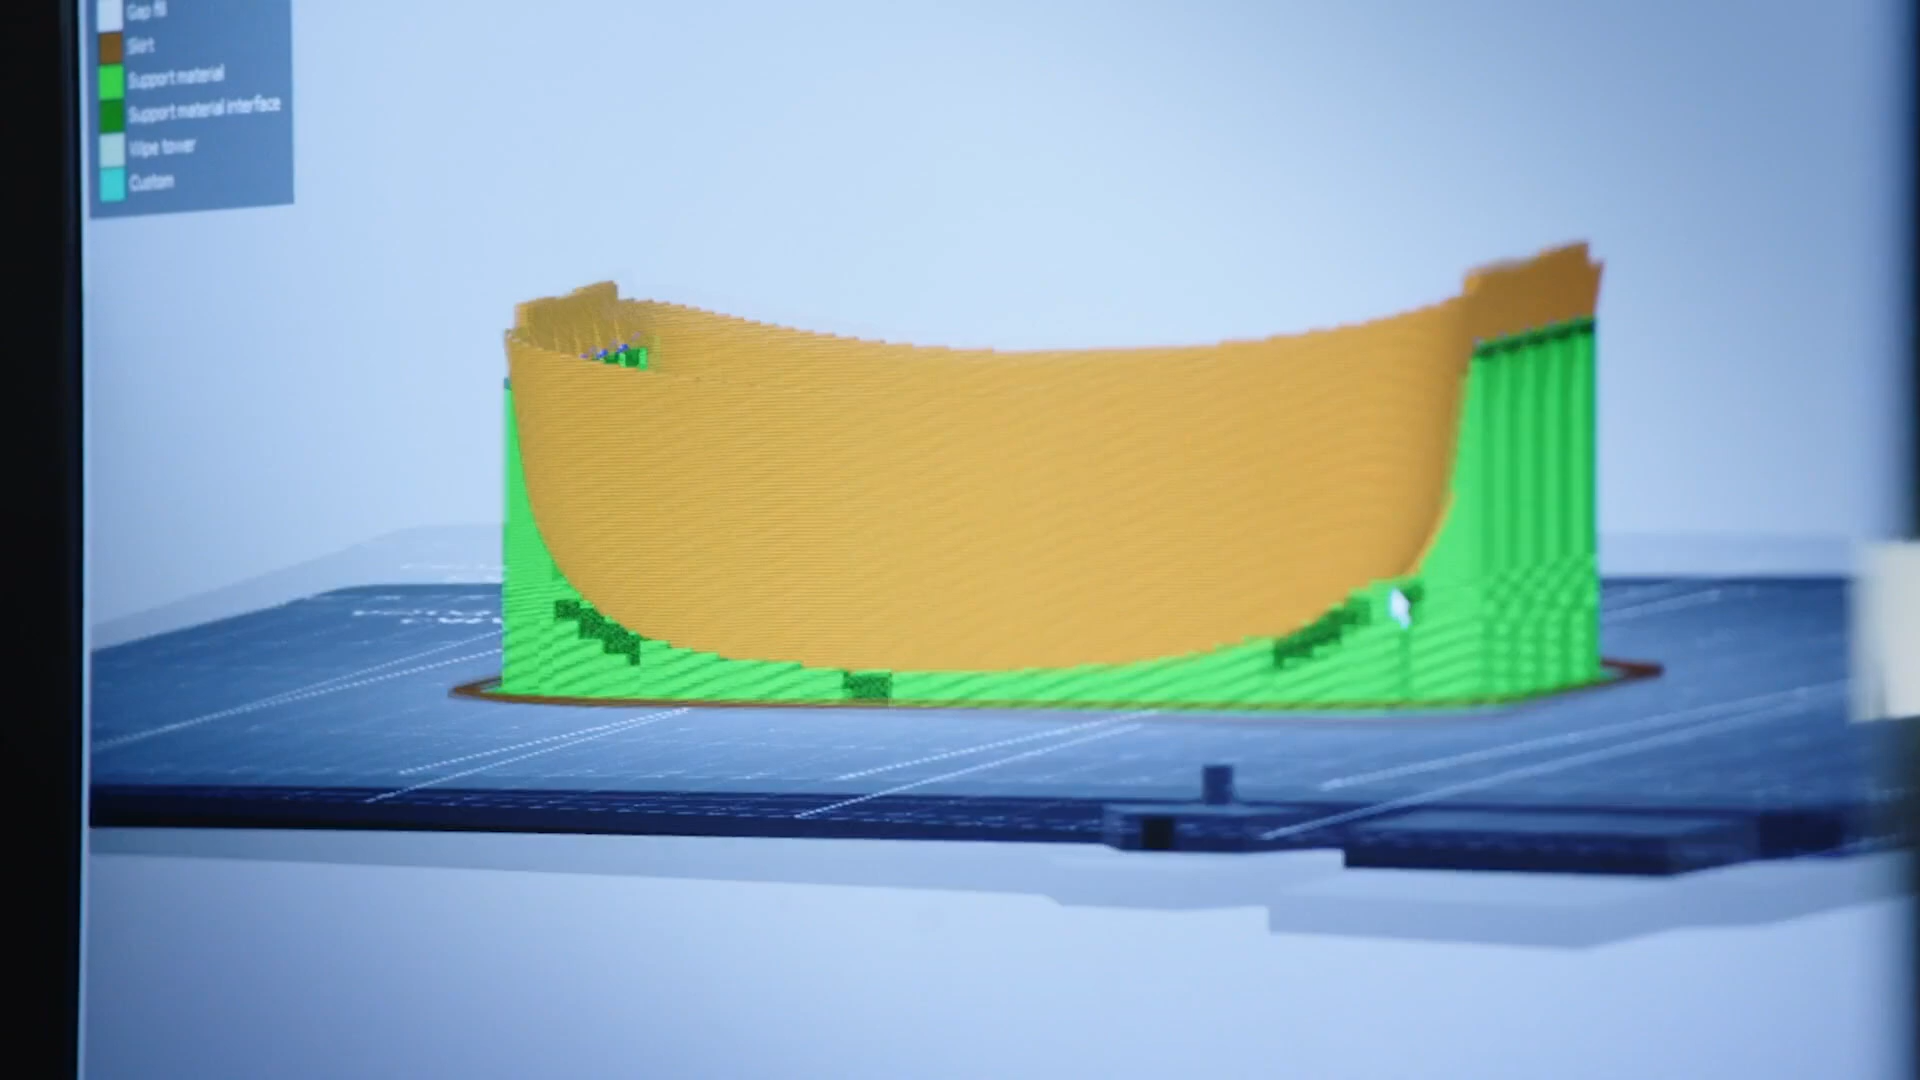 Gap fill
Skirt
Support material
Support material interface
Wipe tower
Custom